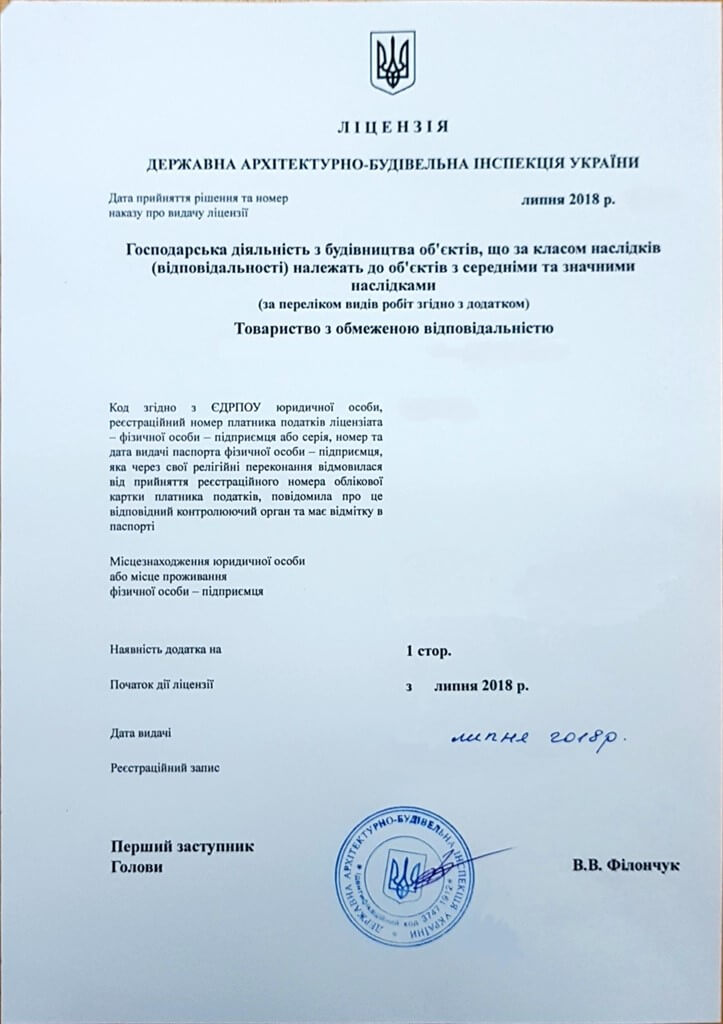 ЛІЦЕНЗІЯ
ДЕРЖАВНА АРХІТЕКТУРНО-БУДІВЕЛЬНА ІНСПЕКЦІЯ УКРАЇНИ
Дата прийняття рішення та номер
наказу про видачу ліцензії
липня 2018 р.
Господарська діяльність з будівництва об'єктів, що за класом наслідків
(відповідальності) належать до об'єктів з середніми та значними
наслідками
(за переліком видів робіт згідно з додатком)
Товариство з обмеженою відповідальністю
Код згідно з ЄДРПОУ юридичної особи,
реєстраційний номер платника податків ліцензіата
– фізичної особи – підприємця або серія, номер та
дата видачі паспорта фізичної особи – підприємця,
яка через свої релігійні переконання відмовилася
від прийняття реєстраційного номера облікової
картки платника податків, повідомила про це
відповідний контролюючий орган та має відмітку в
паспорті
Місцезнаходження юридичної особи
або місце проживання
фізичної особи – підприємця
Наявність додатка на 1 стор.
Початок дії ліцензії з липня 2018 р.
Дата видачі липня 2018р.
Реєстраційний запис
Перший заступник
Голови
В.В. Філончук
ДЕРЖАВНА АРХІТЕКТУРНО-БУДІВЕЛЬНА ІНСПЕКЦІЯ УКРАЇНИ
ідентифікаційний код 37471912